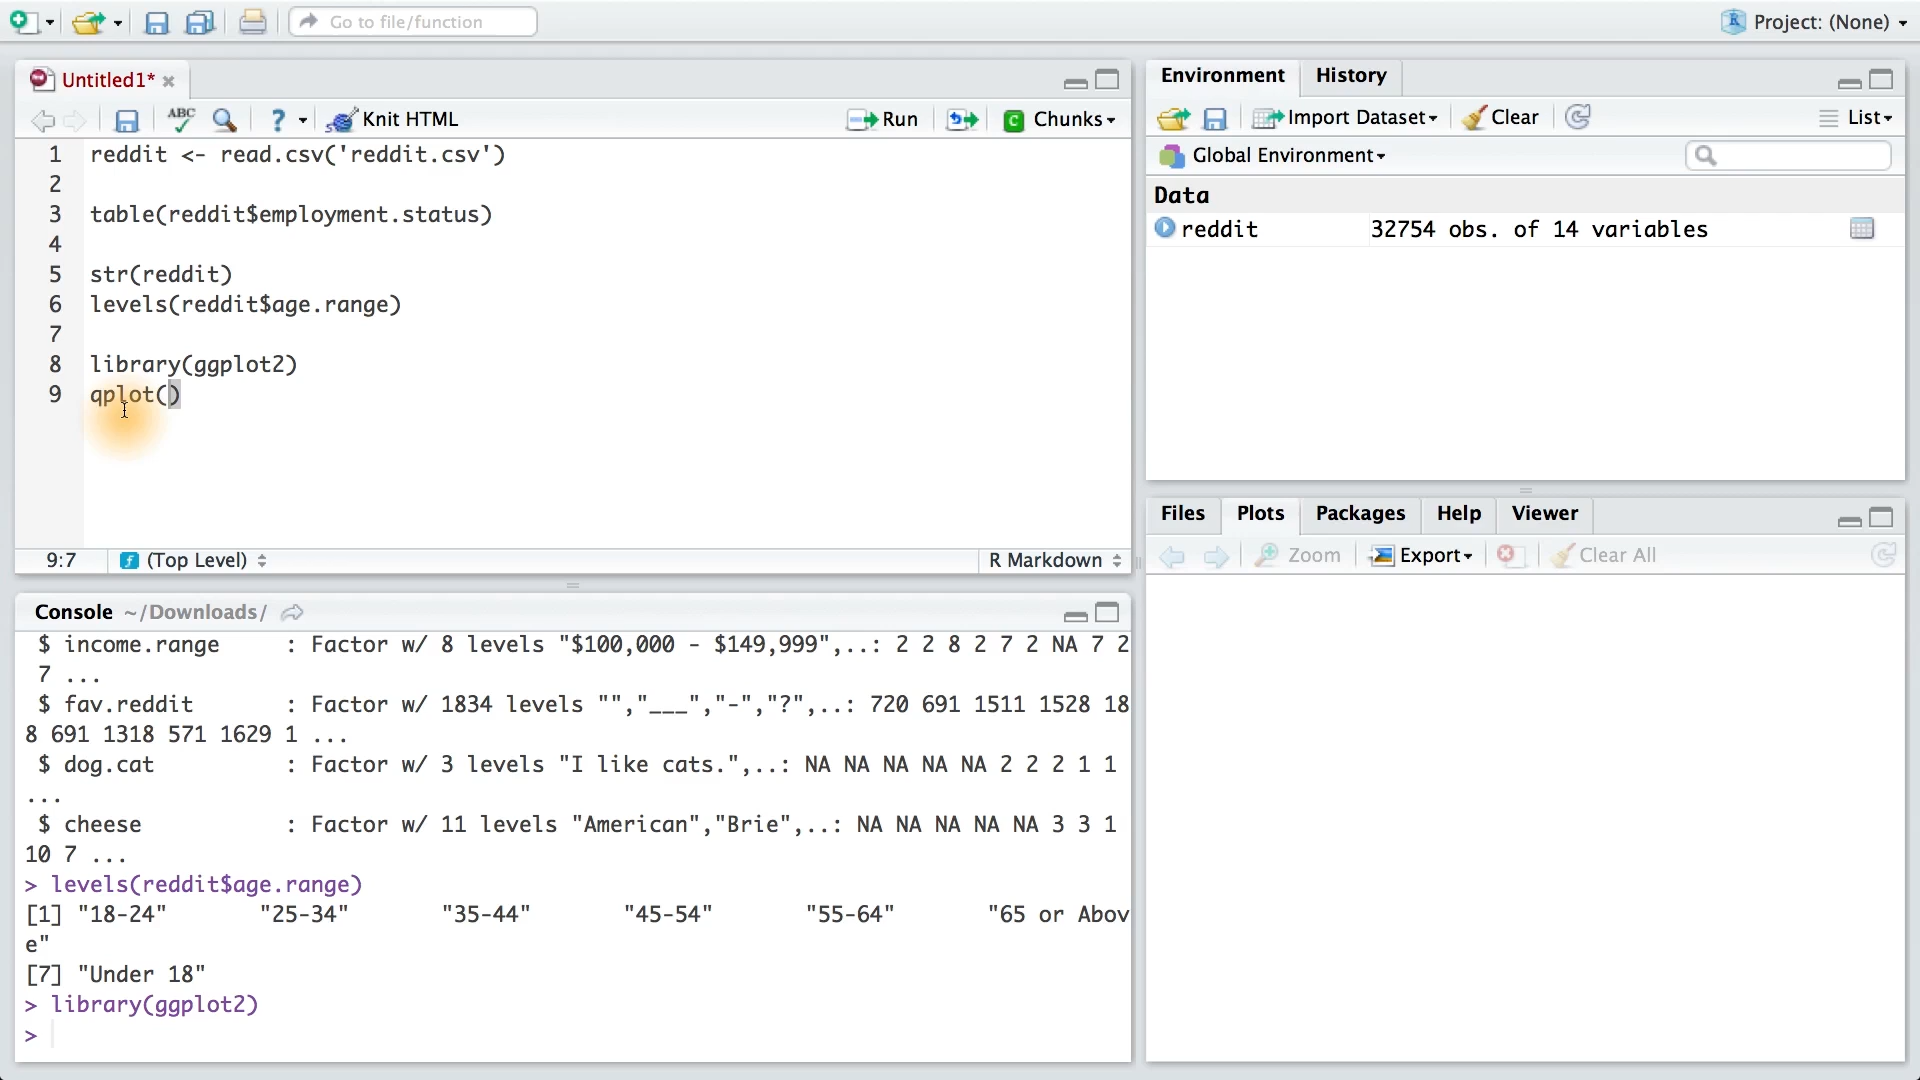 Go to file/function
Project: (None)
Untitled1*
ABC
?
Knit HTML
Run
Chunks
1 reddit <- read.csv('reddit.csv')
2
3 table(reddit$employment.status)
4
5 str(reddit)
6 levels(reddit$age.range)
7
8 library(ggplot2)
9 qplot()
9:7
(Top Level)
R Markdown
Console ~/Downloads/
$ income.range : Factor w/ 8 levels "$100,000 - $149,999",..: 2 2 8 2 7 2 NA 7 2
7 ...
$ fav.reddit : Factor w/ 1834 levels "","___","-","?",..: 720 691 1511 1528 18
8 691 1318 571 1629 1 ...
$ dog.cat : Factor w/ 3 levels "I like cats.",..: NA NA NA NA NA 2 2 2 1 1
...
$ cheese : Factor w/ 11 levels "American","Brie",..: NA NA NA NA NA 3 3 1
10 7 ...
> levels(reddit$age.range)
[1] "18-24" "25-34" "35-44" "45-54" "55-64" "65 or Abov
e"
[7] "Under 18"
> library(ggplot2)
>
Environment History
Import Dataset Clear List
Global Environment
Data
reddit 32754 obs. of 14 variables
Files Plots Packages Help Viewer
Zoom Export Clear All